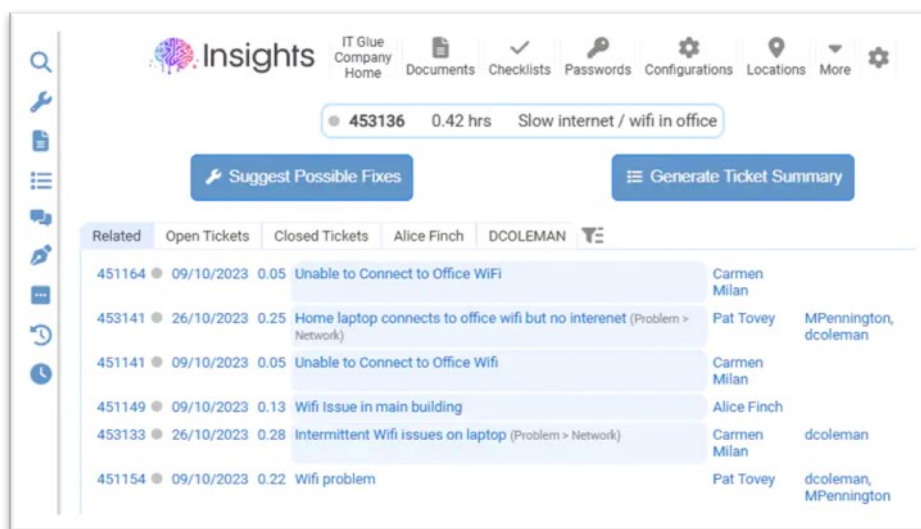 Insights
IT Glue
Company
Home
Documents
Checklists
Passwords
Configurations
Locations
More
453136 0.42 hrs Slow internet / wifi in office
Suggest Possible Fixes
Generate Ticket Summary
Related Open Tickets Closed Tickets Alice Finch DCOLEMAN
451164 09/10/2023 0.05 Unable to Connect to Office WiFi Carmen
Milan
453141 26/10/2023 0.25 Home laptop connects to office wifi but no interenet (Problem > Pat Tovey MPennington,
Network) dcoleman
451141 09/10/2023 0.05 Unable to Connect to Office Wifi Carmen
Milan
451149 09/10/2023 0.13 Wifi Issue in main building Alice Finch
453133 26/10/2023 0.28 Intermittent Wifi issues on laptop (Problem > Network) Carmen dcoleman
Milan
451154 09/10/2023 0.22 Wifi problem Pat Tovey dcoleman,
MPennington